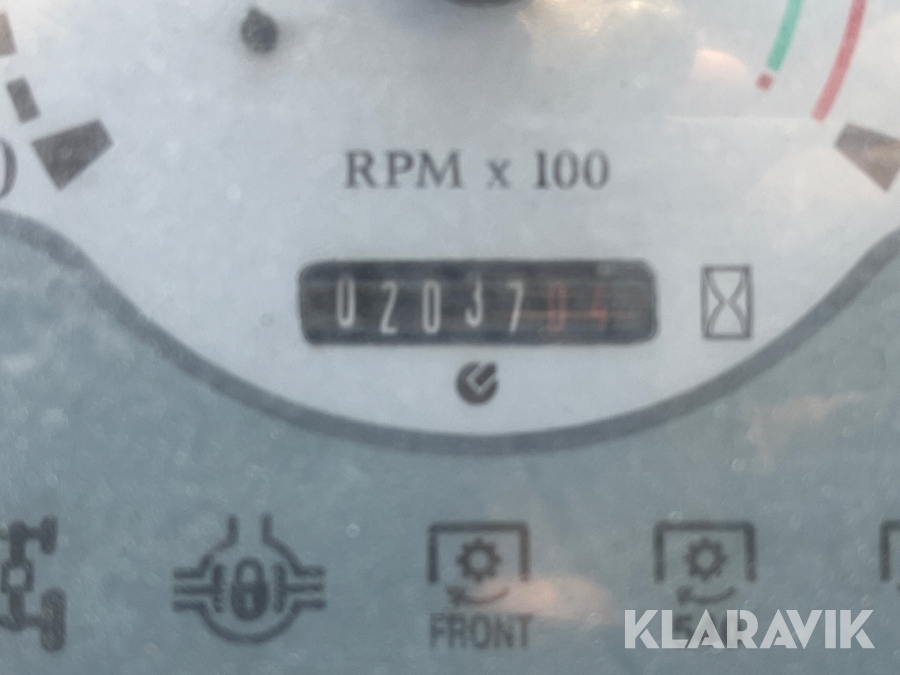 RPM x 100
0203704
FRONT
KLARAVIK